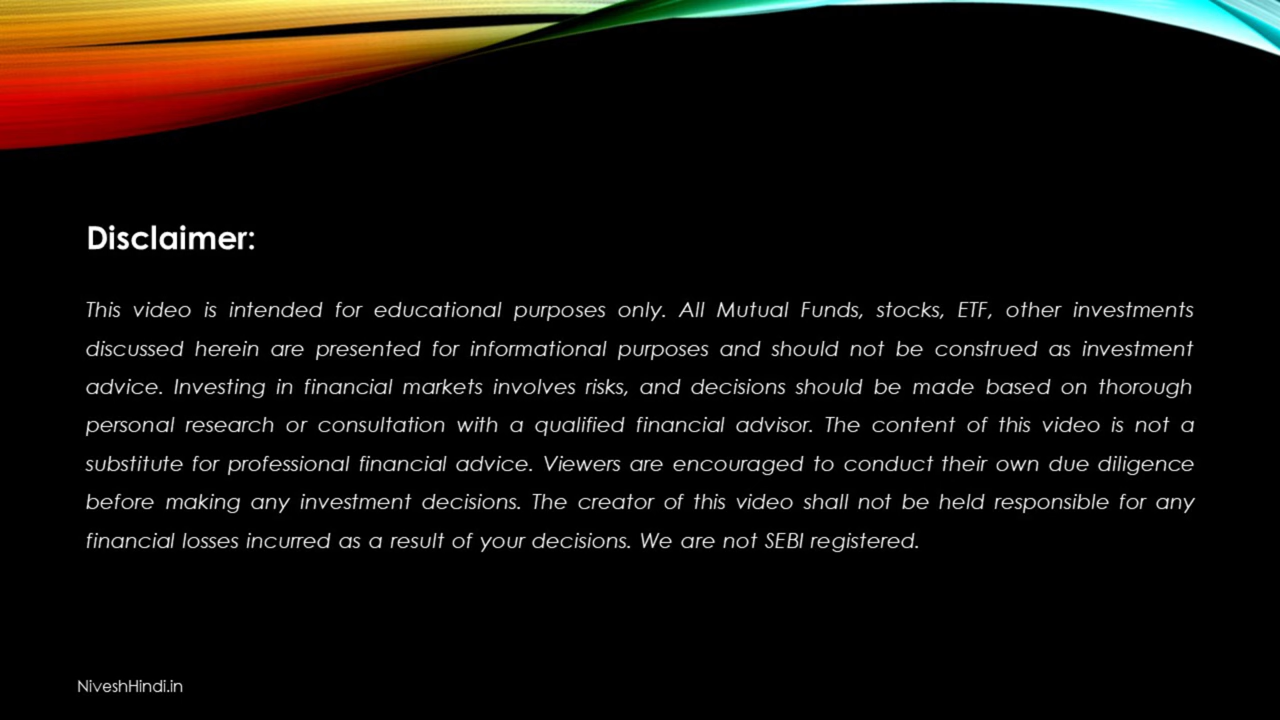 Disclaimer:
This video is intended for educational purposes only. All Mutual Funds, stocks, ETF, other investments
discussed herein are presented for informational purposes and should not be construed as investment
advice. Investing in financial markets involves risks, and decisions should be made based on thorough
personal research or consultation with a qualified financial advisor. The content of this video is not a
substitute for professional financial advice. Viewers are encouraged to conduct their own due diligence
before making any investment decisions. The creator of this video shall not be held responsible for any
financial losses incurred as a result of your decisions. We are not SEBI registered.
NiveshHindi.in